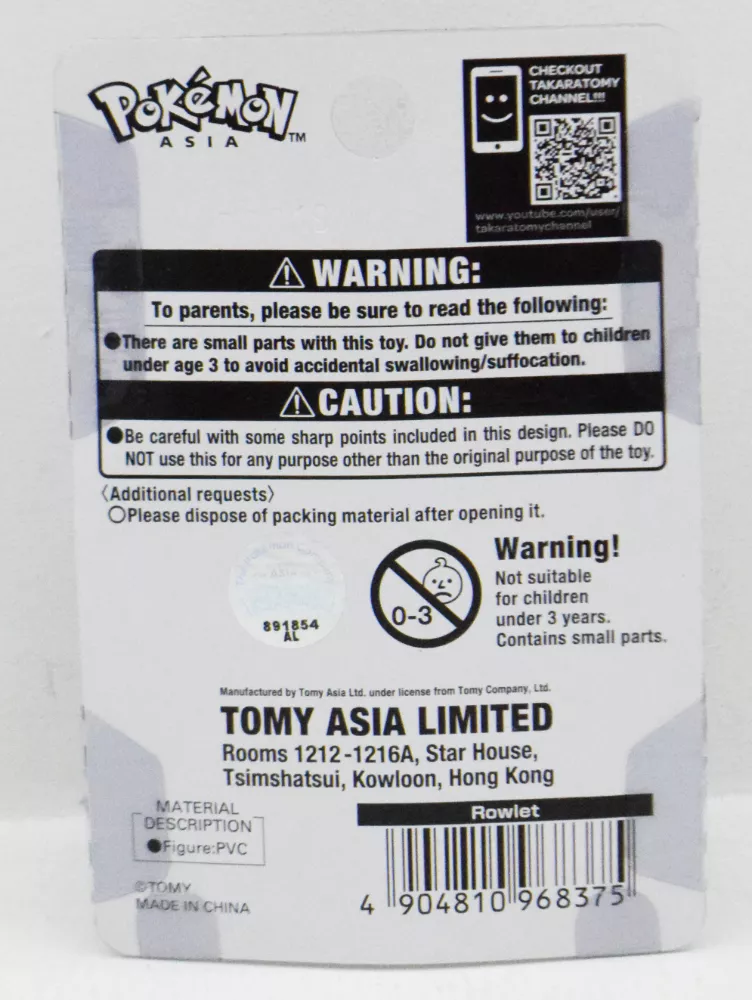 POKéMON
ASIA
TM
CHECKOUT
TAKARATOMY
CHANNEL!!!
www.youtube.com/user/
takaratomychannel
⚠ WARNING:
To parents, please be sure to read the following:
●There are small parts with this toy. Do not give them to children
under age 3 to avoid accidental swallowing/suffocation.
⚠CAUTION:
●Be careful with some sharp points included in this design. Please DO
NOT use this for any purpose other than the original purpose of the toy.
〈Additional requests〉
○Please dispose of packing material after opening it.
891854
AL
0-3
Warning!
Not suitable
for children
under 3 years.
Contains small parts.
Manufactured by Tomy Asia Ltd. under license from Tomy Company, Ltd.
TOMY ASIA LIMITED
Rooms 1212-1216A, Star House,
Tsimshatsui, Kowloon, Hong Kong
MATERIAL
DESCRIPTION
●Figure:PVC
©TOMY
MADE IN CHINA
Rowlet
4 904810 968375